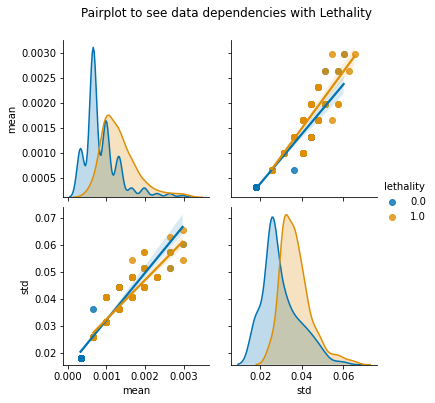 Pairplot to see data dependencies with Lethality
0.0030
0.0025
0.0020
0.0015
0.0010
0.0005
mean
lethality
0.0
1.0
0.07
0.06
0.05
0.04
0.03
0.02
std
0.000 0.001 0.002 0.003
mean
0.02 0.04 0.06
std